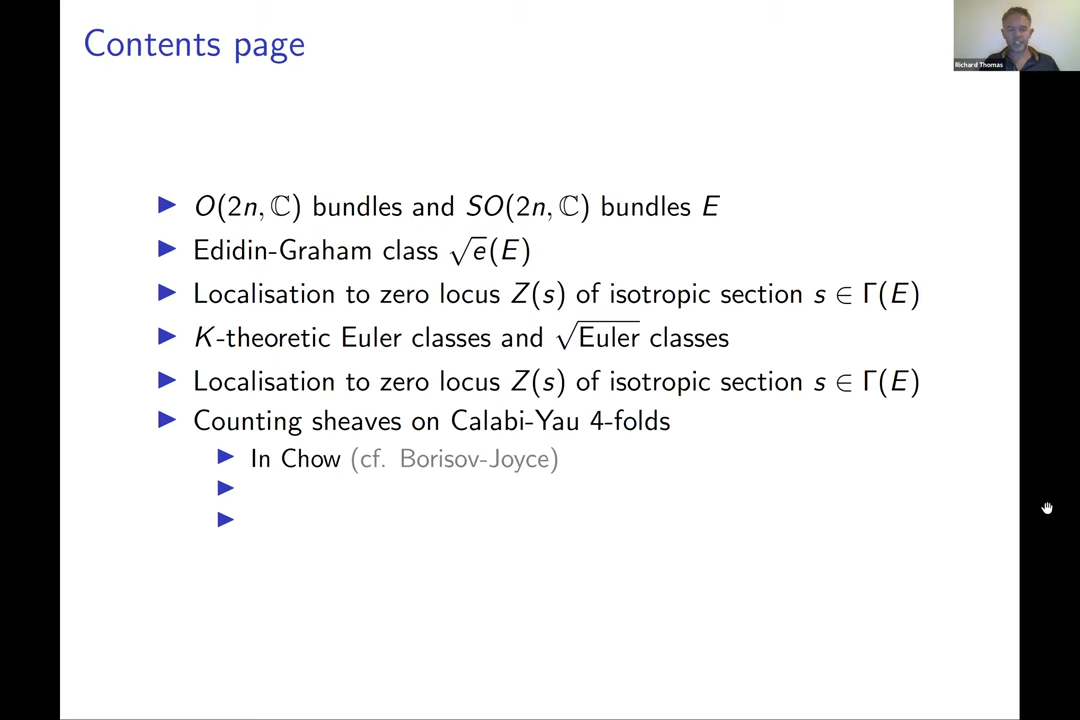 Contents page
Richard Thomas
▶ O(2n, ℂ) bundles and SO(2n, ℂ) bundles E
▶ Edidin-Graham class √e(E)
▶ Localisation to zero locus Z(s) of isotropic section s ∈ Γ(E)
▶ K-theoretic Euler classes and √Euler classes
▶ Localisation to zero locus Z(s) of isotropic section s ∈ Γ(E)
▶ Counting sheaves on Calabi-Yau 4-folds
▶ In Chow (cf. Borisov-Joyce)
▶
▶